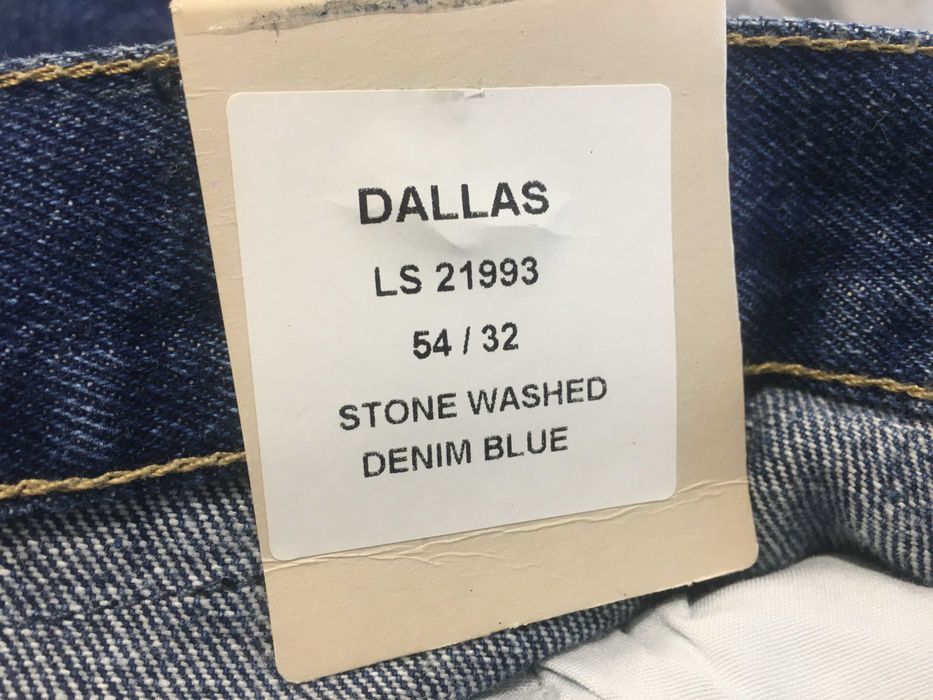 DALLAS
LS 21993
54 / 32
STONE WASHED
DENIM BLUE